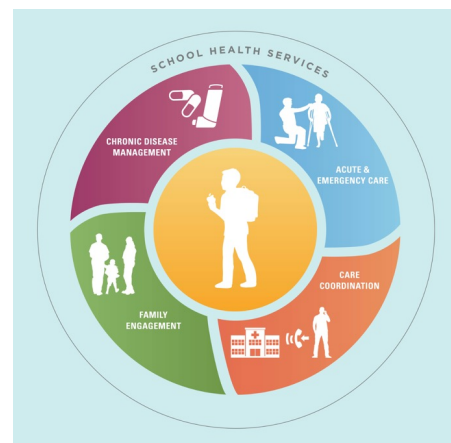 SCHOOL HEALTH SERVICES
CHRONIC DISEASE
MANAGEMENT
ACUTE &
EMERGENCY CARE
FAMILY
ENGAGEMENT
CARE
COORDINATION